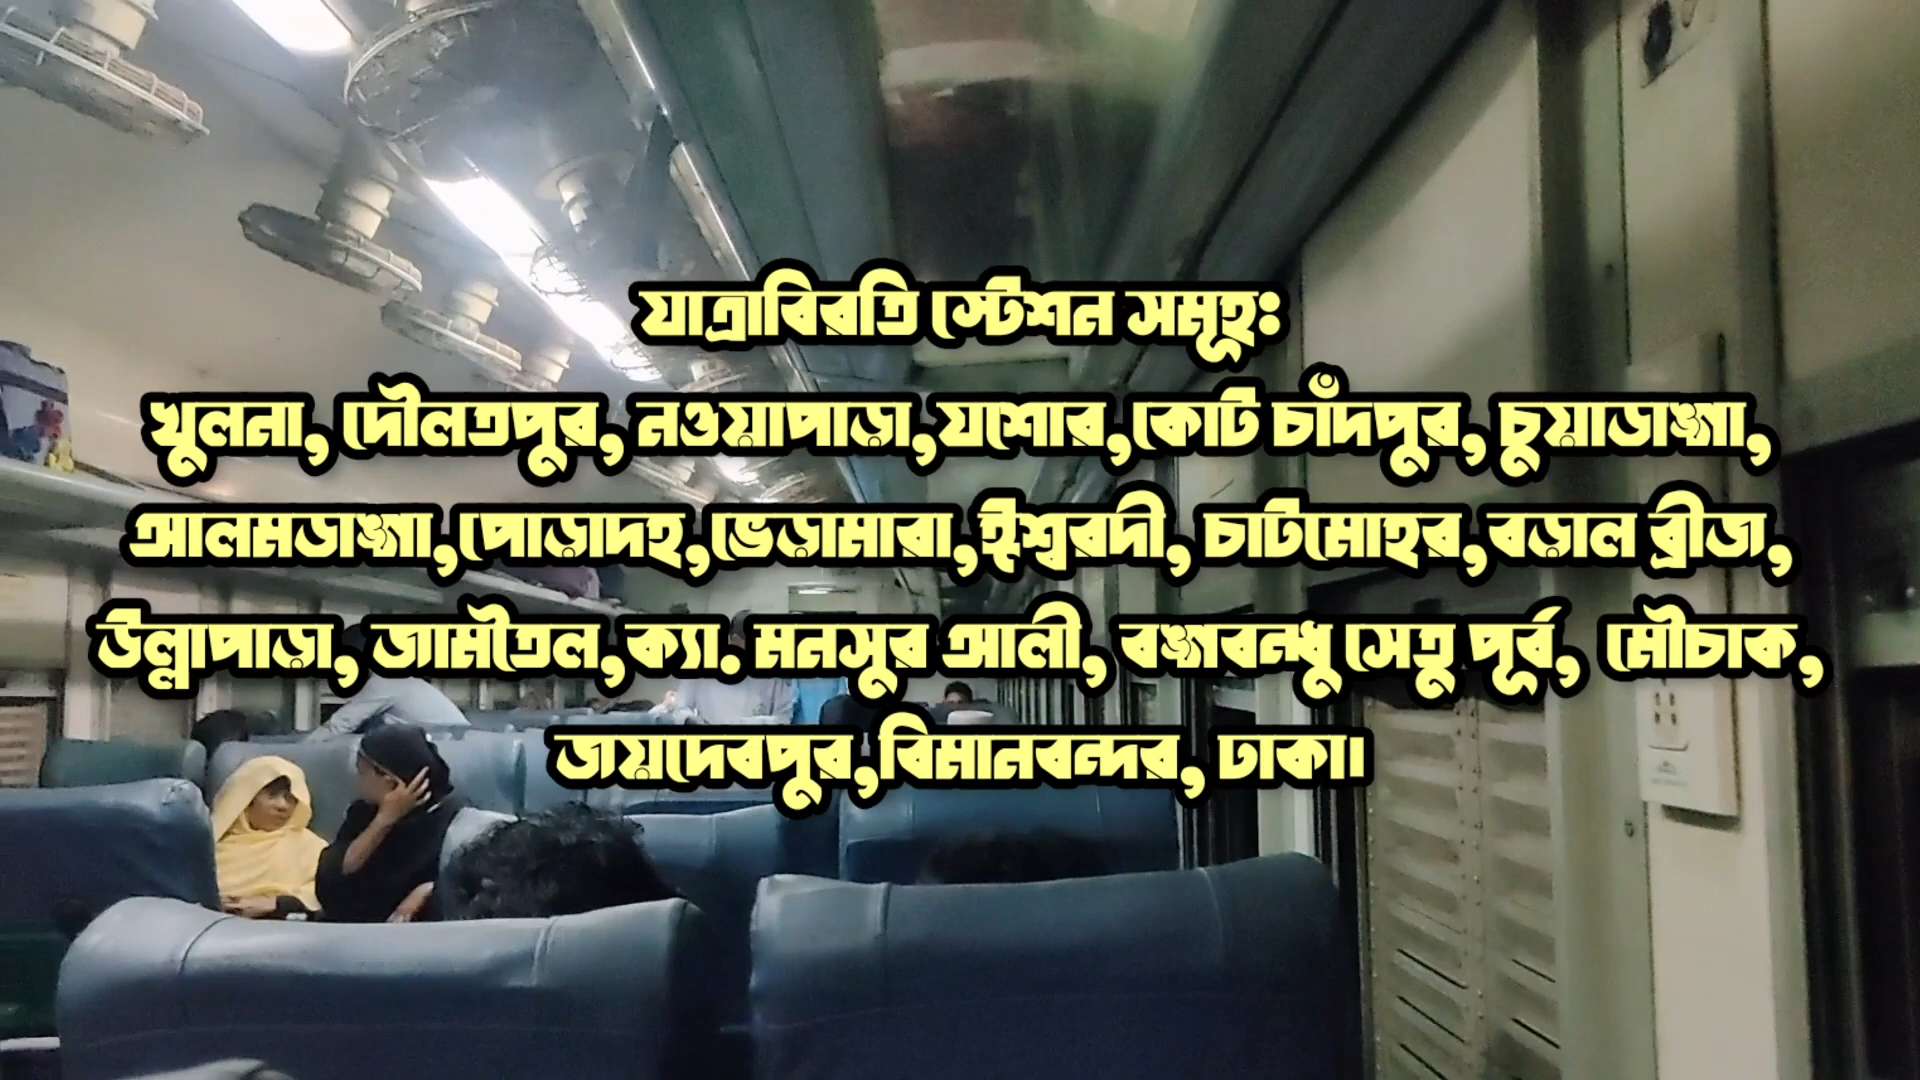 যাত্রাবিরতি স্টেশন সমূহঃ
খুলনা, দৌলতপুর, নওয়াপাড়া,যশোর,কোট চাঁদপুর, চুয়াডাঙ্গা,
আলমডাঙ্গা,পোড়াদহ,ভেড়ামারা,ঈশ্বরদী, চাটমোহর,বড়াল ব্রীজ,
উল্লাপাড়া, জামতৈল,ক্যা. মনসুর আলী, বঙ্গবন্ধু সেতু পূর্ব, মৌচাক,
জয়দেবপুর,বিমানবন্দর, ঢাকা।